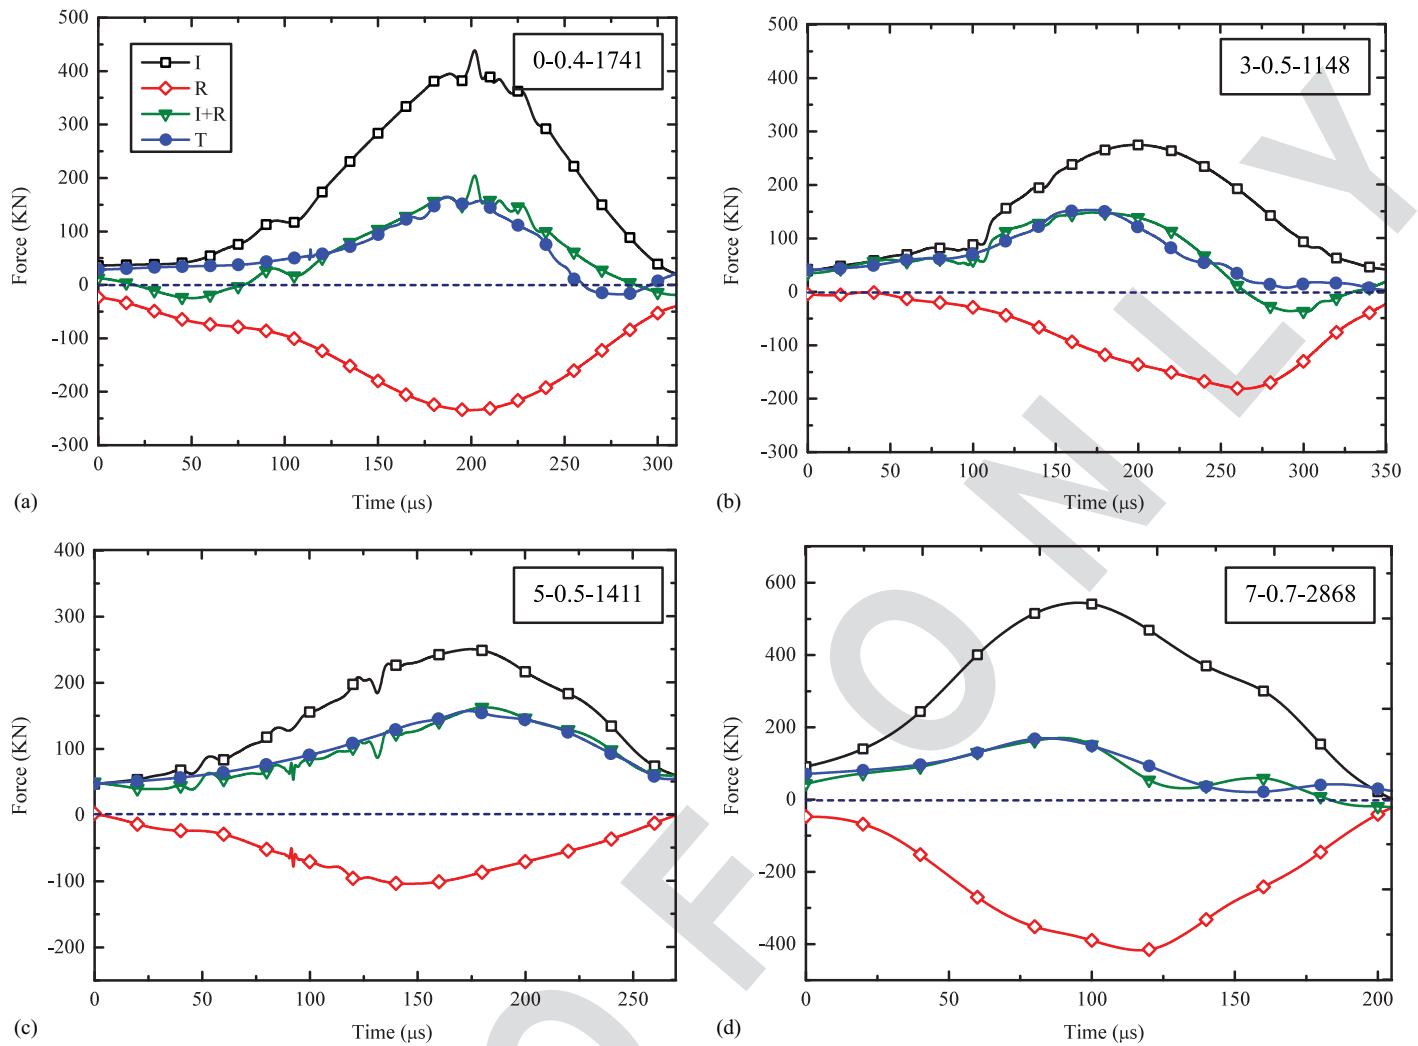 500
400
300
200
100
0
-100
-200
-300
Force (KN)
I
R
I+R
T
0-0.4-1741
0 50 100 150 200 250 300
Time (μs)
(a)
500
400
300
200
100
0
-100
-200
-300
Force (KN)
3-0.5-1148
0 50 100 150 200 250 300 350
Time (μs)
(b)
400
300
200
100
0
-100
-200
Force (KN)
5-0.5-1411
0 50 100 150 200 250
Time (μs)
(c)
600
400
200
0
-200
-400
Force (KN)
7-0.7-2868
0 50 100 150 200
Time (μs)
(d)
OF ONLY